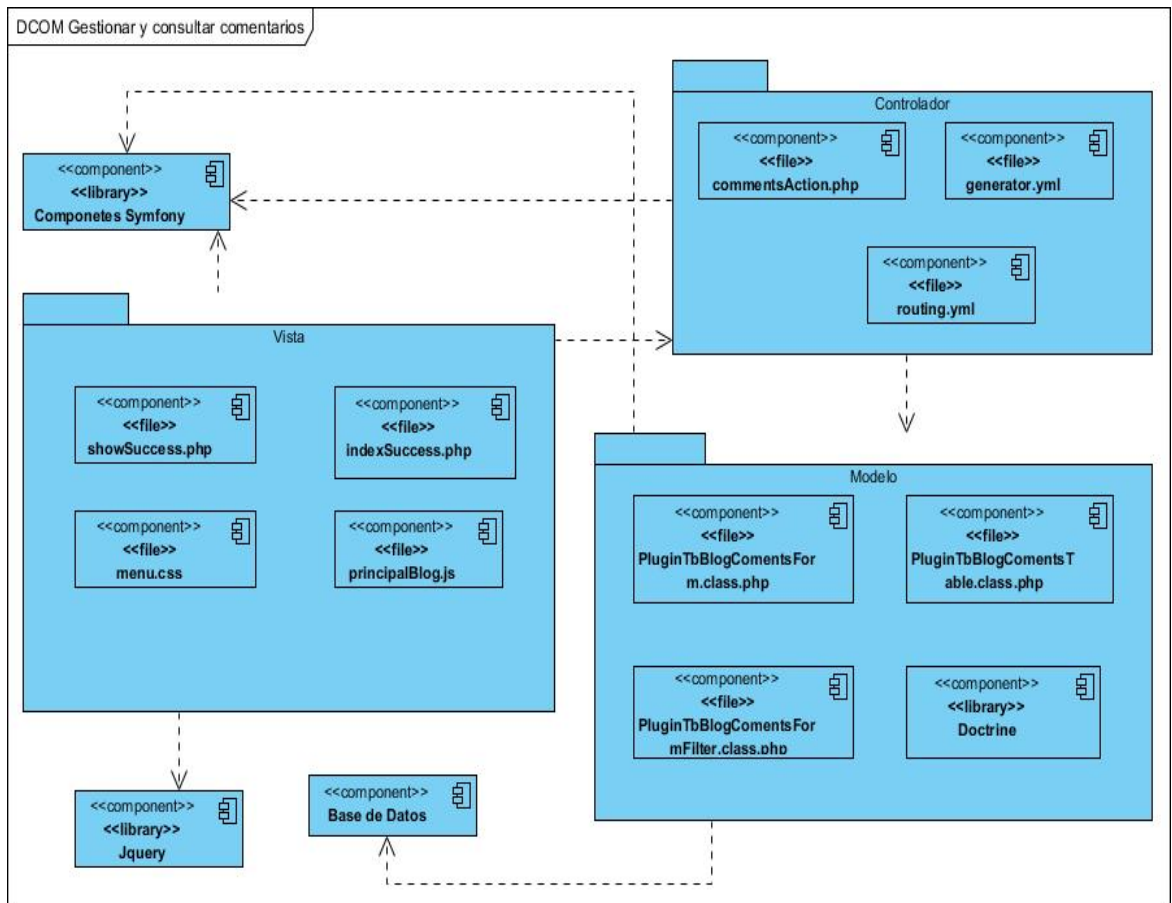 DCOM Gestionar y consultar comentarios
Controlador
<<component>>
<<file>>
commentsAction.php
<<component>>
<<file>>
generator.yml
<<component>>
<<file>>
routing.yml
<<component>>
<<library>>
Componetes Symfony
Vista
<<component>>
<<file>>
showSuccess.php
<<component>>
<<file>>
indexSuccess.php
<<component>>
<<file>>
menu.css
<<component>>
<<file>>
principalBlog.js
Modelo
<<component>>
<<file>>
PluginTbBlogComentsFor
m.class.php
<<component>>
<<file>>
PluginTbBlogComentsT
able.class.php
<<component>>
<<file>>
PluginTbBlogComentsFor
mFilter.class.php
<<component>>
<<library>>
Doctrine
<<component>>
<<library>>
Jquery
<<component>>
Base de Datos